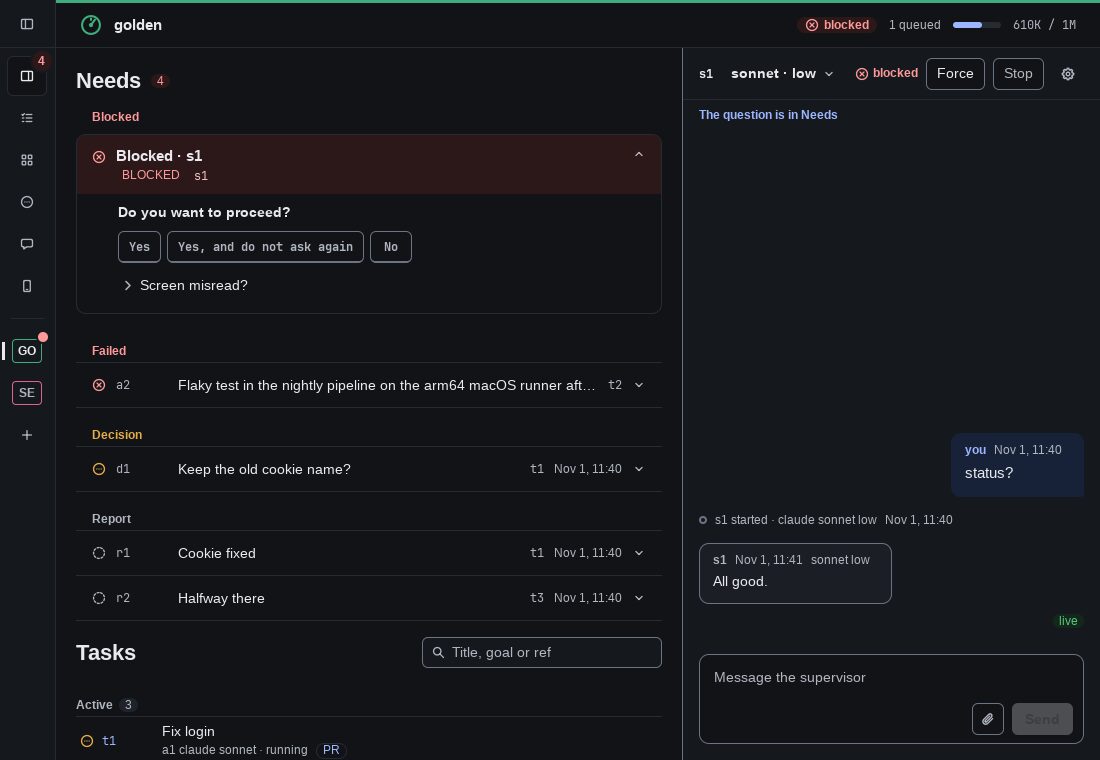 golden
blocked
1 queued
610K / 1M
4
GO
SE
Needs 4
Blocked
Blocked · s1
BLOCKED s1
Do you want to proceed?
Yes
Yes, and do not ask again
No
Screen misread?
Failed
a2 Flaky test in the nightly pipeline on the arm64 macOS runner aft… t2
Decision
d1 Keep the old cookie name? t1 Nov 1, 11:40
Report
r1 Cookie fixed t1 Nov 1, 11:40
r2 Halfway there t3 Nov 1, 11:40
Tasks
Title, goal or ref
Active 3
t1 Fix login
a1 claude sonnet · running PR
s1 sonnet · low
blocked
Force
Stop
The question is in Needs
you Nov 1, 11:40
status?
s1 started · claude sonnet low Nov 1, 11:40
s1 Nov 1, 11:41 sonnet low
All good.
live
Message the supervisor
Send